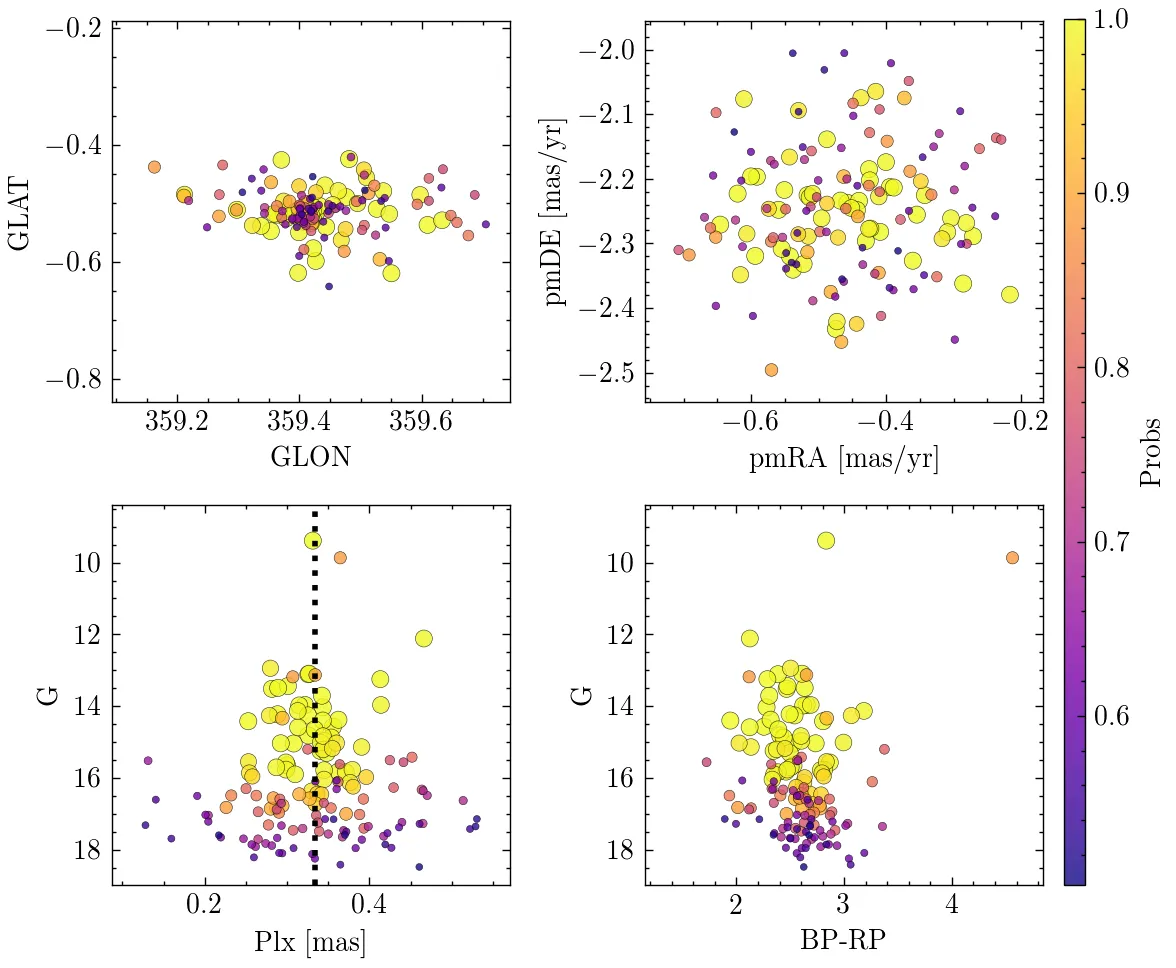 −0.2
−0.4
−0.6
−0.8
GLAT
359.2 359.4 359.6
GLON
−2.0
−2.1
−2.2
−2.3
−2.4
−2.5
pmDE [mas/yr]
−0.6 −0.4 −0.2
pmRA [mas/yr]
1.0
0.9
0.8
0.7
0.6
Probs
10
12
14
16
18
G
0.2 0.4
Plx [mas]
10
12
14
16
18
G
2 3 4
BP-RP